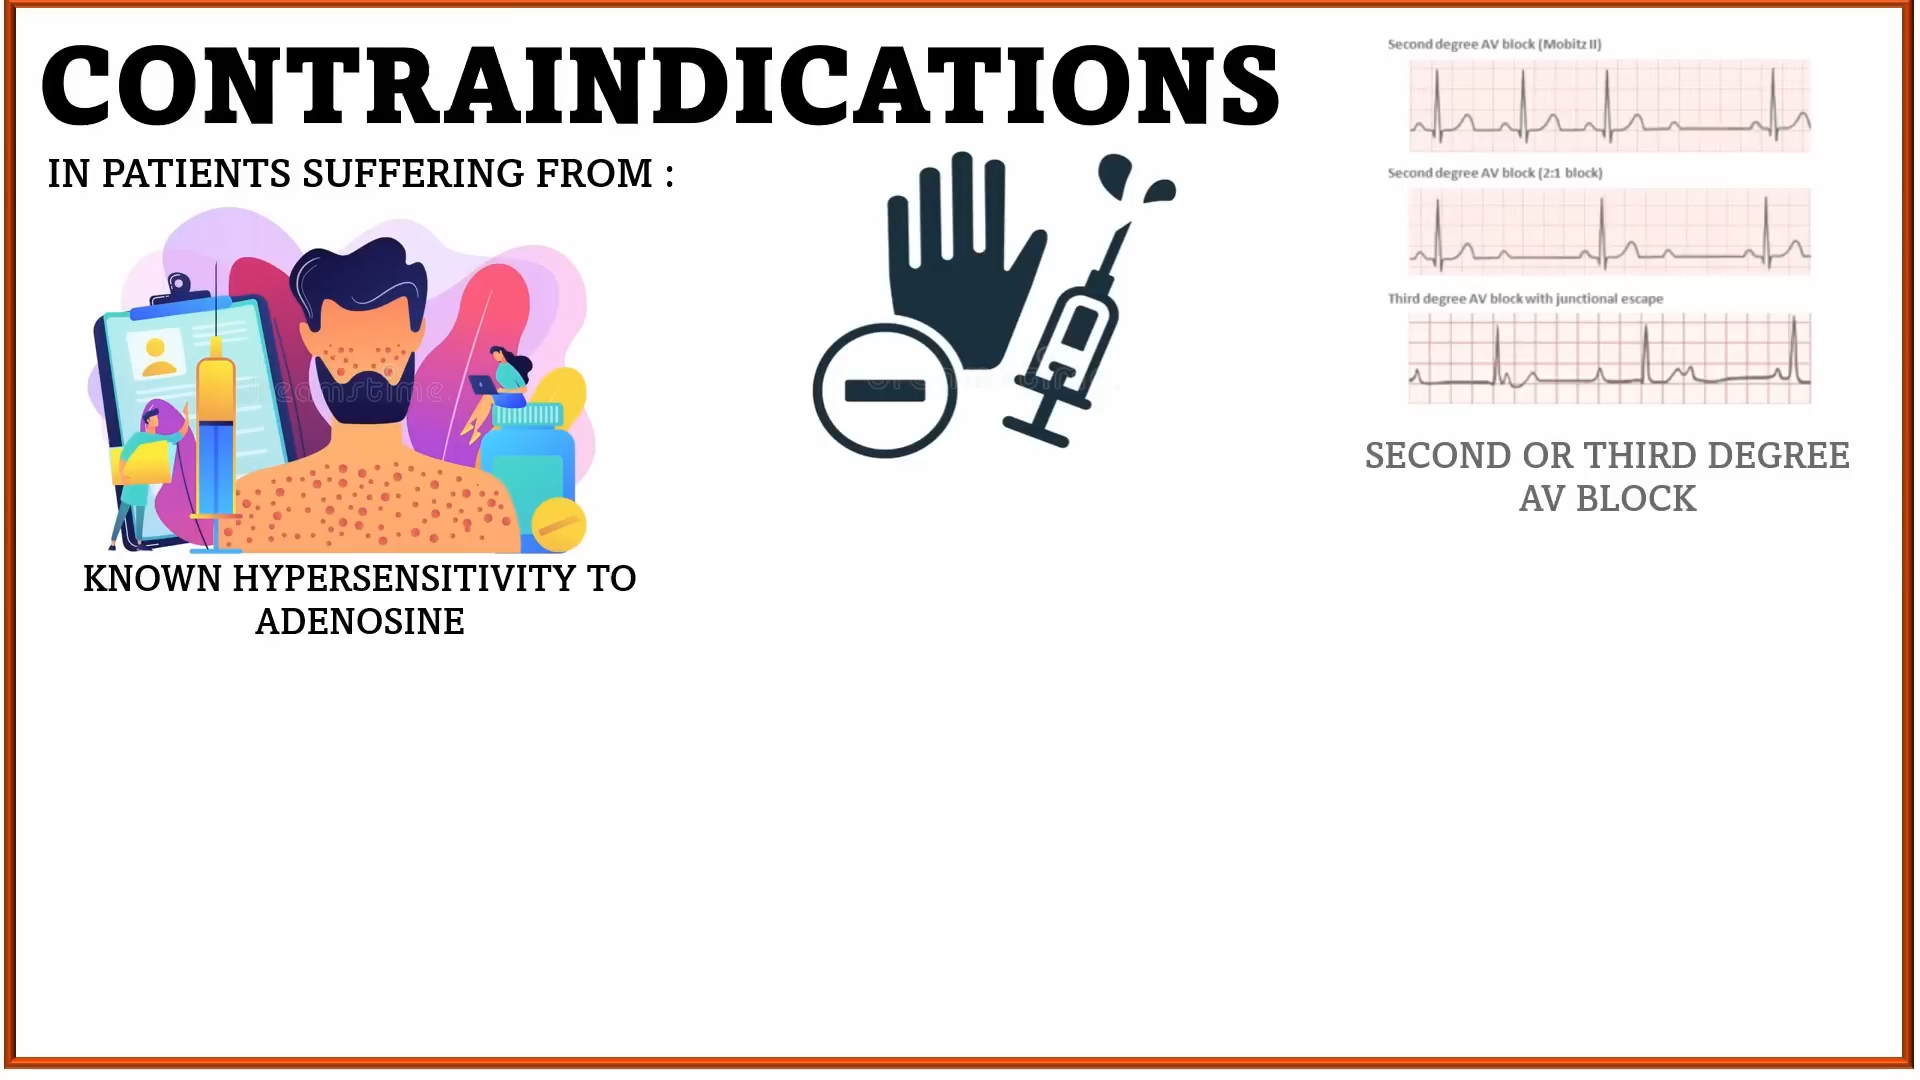 CONTRAINDICATIONS
IN PATIENTS SUFFERING FROM :
KNOWN HYPERSENSITIVITY TO
ADENOSINE
Second degree AV block (Mobitz II)
Second degree AV block (2:1 block)
Third degree AV block with junctional escape
SECOND OR THIRD DEGREE
AV BLOCK